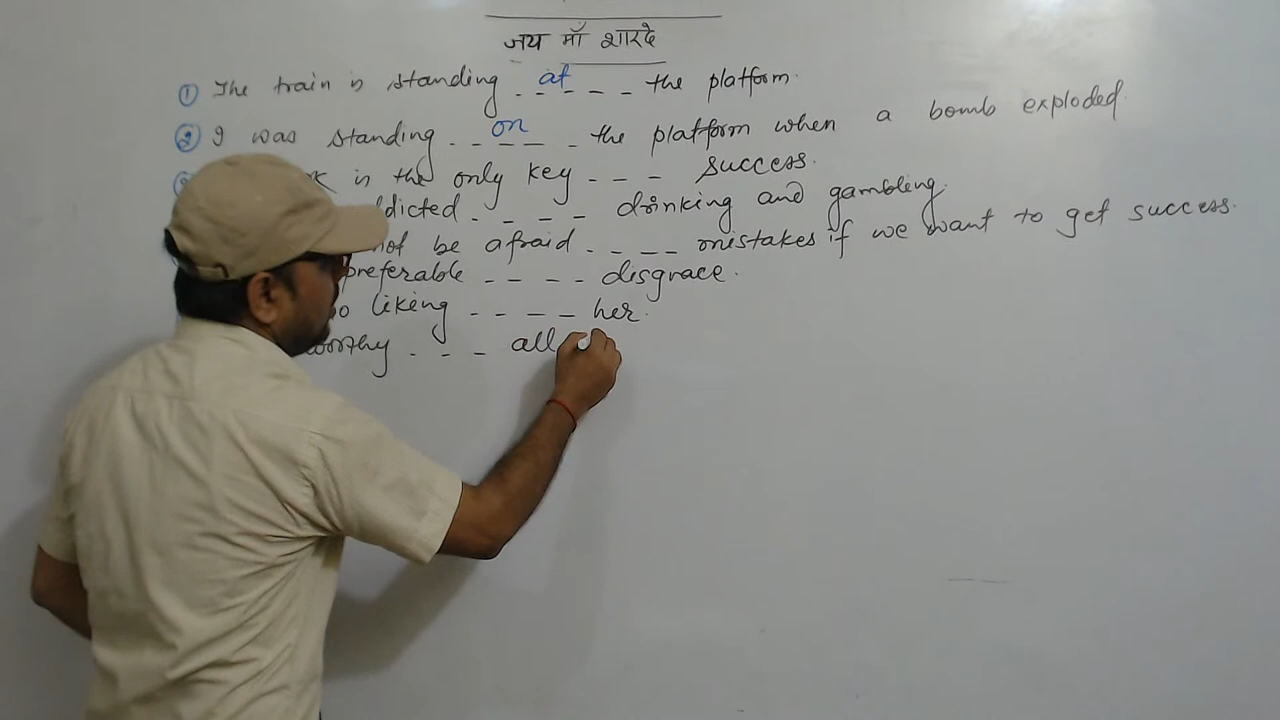 जय माँ शारदे
① The train is standing - at - - - the platform.
② I was standing - - on - - - the platform when a bomb exploded.
is the only key - - - success.
dicted - - - - drinking and gambling.
not be afraid - - - - mistakes if we want to get success.
preferable - - - - disgrace.
liking - - - - her.
worthy - - - all